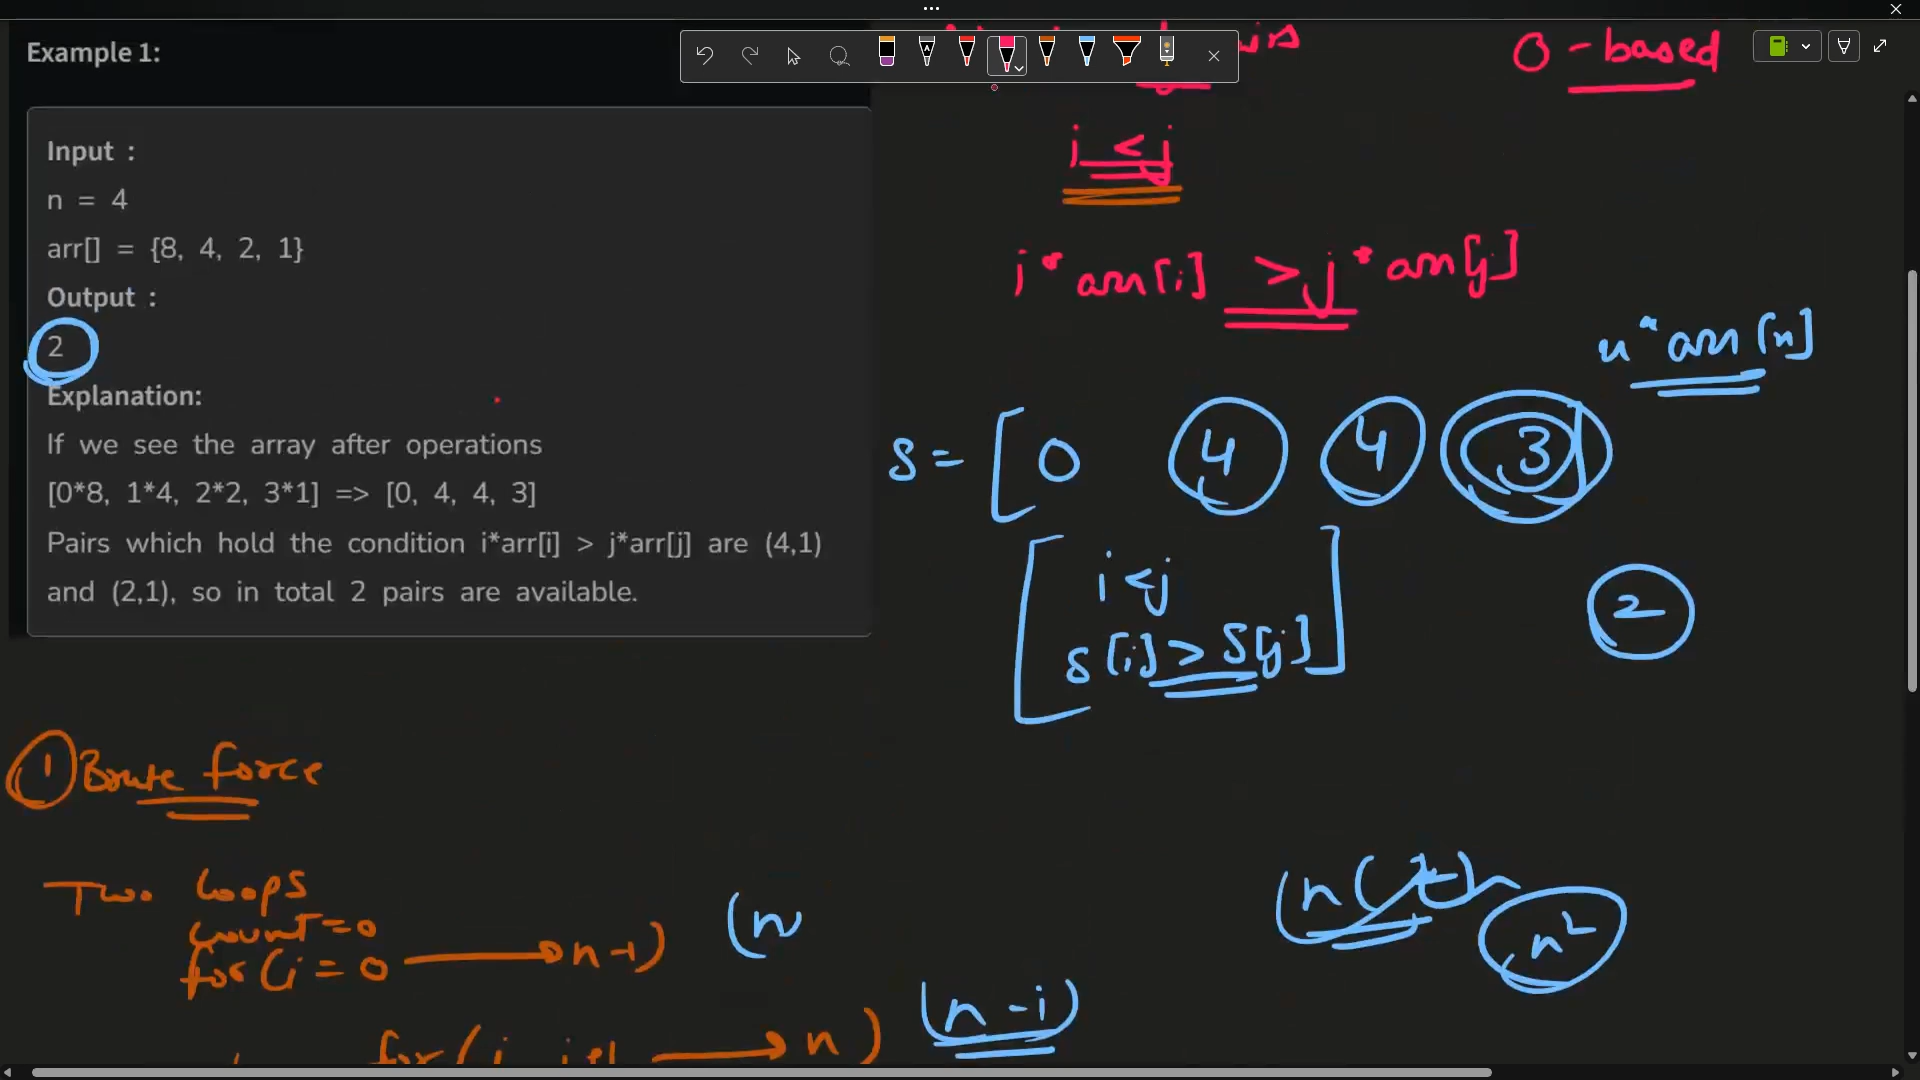 Example 1:
Input :
n = 4
arr[] = {8, 4, 2, 1}
Output :
2
Explanation:
If we see the array after operations
[0*8, 1*4, 2*2, 3*1] => [0, 4, 4, 3]
Pairs which hold the condition i*arr[i] > j*arr[j] are (4,1)
and (2,1), so in total 2 pairs are available.
0 - based
i < j
i * arr[i] > j * arr[j]
n * arr[n]
S = [ 0 4 4 3
i < j
S[i] > S[j]
2
① Brute force
Two loops
count = 0
for (i = 0 → n-1)
(n
(n
n²
(n - i)
n)